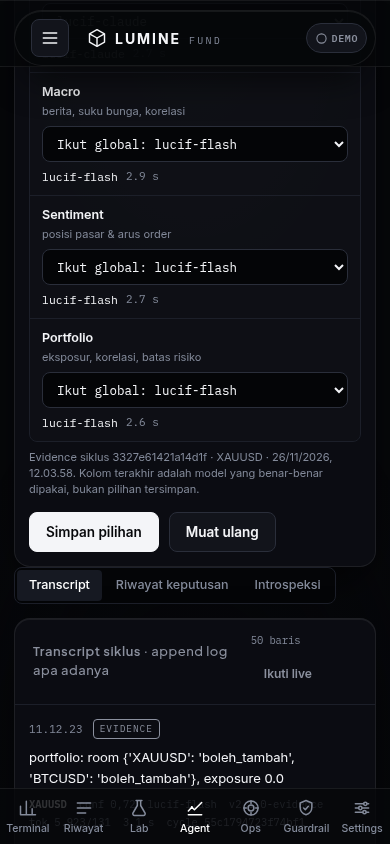 LUMINE FUND
DEMO
Macro
berita, suku bunga, korelasi
Ikut global: lucif-flash
lucif-flash 2.9 s
Sentiment
posisi pasar & arus order
Ikut global: lucif-flash
lucif-flash 2.7 s
Portfolio
eksposur, korelasi, batas risiko
Ikut global: lucif-flash
lucif-flash 2.6 s
Evidence siklus 3327e61421a14d1f · XAUUSD · 26/11/2026,
12.03.58. Kolom terakhir adalah model yang benar-benar
dipakai, bukan pilihan tersimpan.
Simpan pilihan Muat ulang
Transcript Riwayat keputusan Introspeksi
Transcript siklus · append log
apa adanya
50 baris
Ikuti live
11.12.23 EVIDENCE
portfolio: room {'XAUUSD': 'boleh_tambah',
'BTCUSD': 'boleh_tambah'}, exposure 0.0
XAUUSD
Terminal Riwayat Lab Agent Ops Guardrail Settings